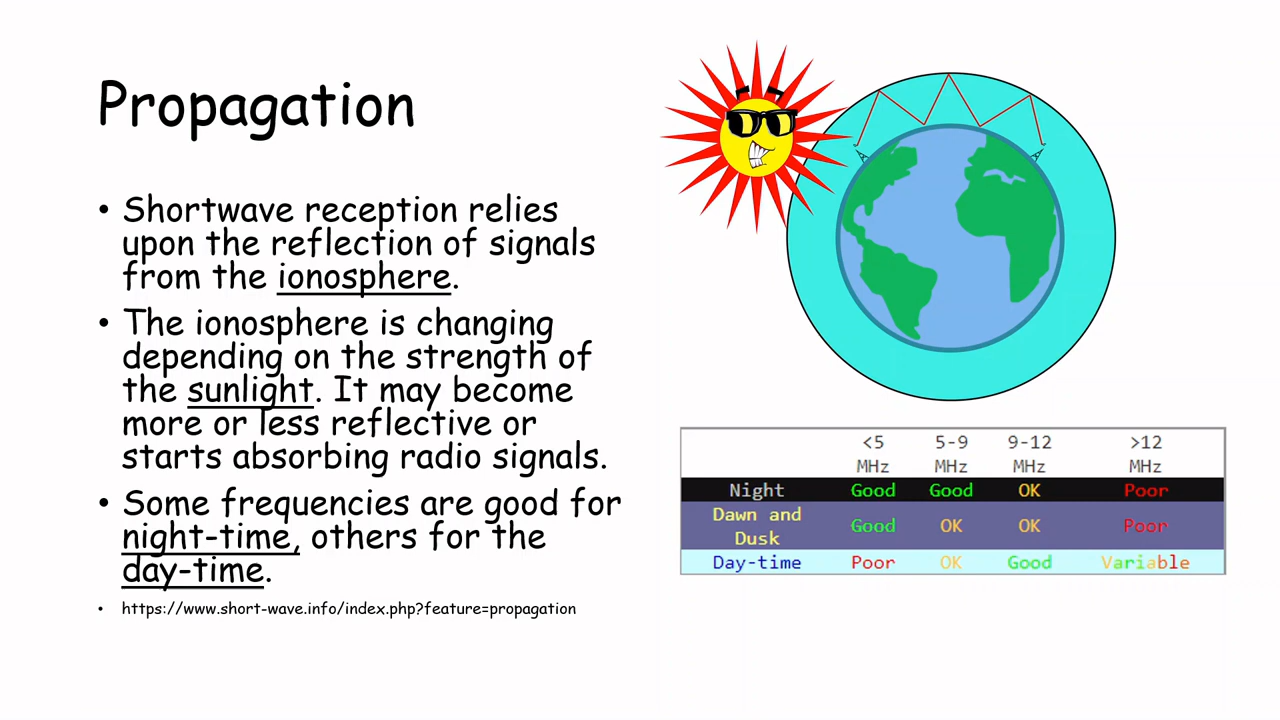 Propagation
• Shortwave reception relies
upon the reflection of signals
from the ionosphere.
• The ionosphere is changing
depending on the strength of
the sunlight. It may become
more or less reflective or
starts absorbing radio signals.
• Some frequencies are good for
night-time, others for the
day-time.
• https://www.short-wave.info/index.php?feature=propagation
<5 MHz 5-9 MHz 9-12 MHz >12 MHz
Night Good Good OK Poor
Dawn and Dusk Good OK OK Poor
Day-time Poor OK Good Variable